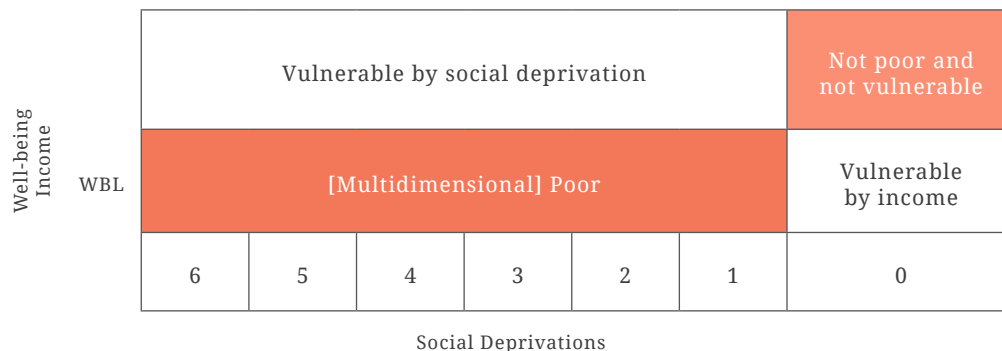 Vulnerable by social deprivation
Not poor and
not vulnerable
Well-being
Income
WBL
[Multidimensional] Poor
Vulnerable
by income
6 5 4 3 2 1 0
Social Deprivations